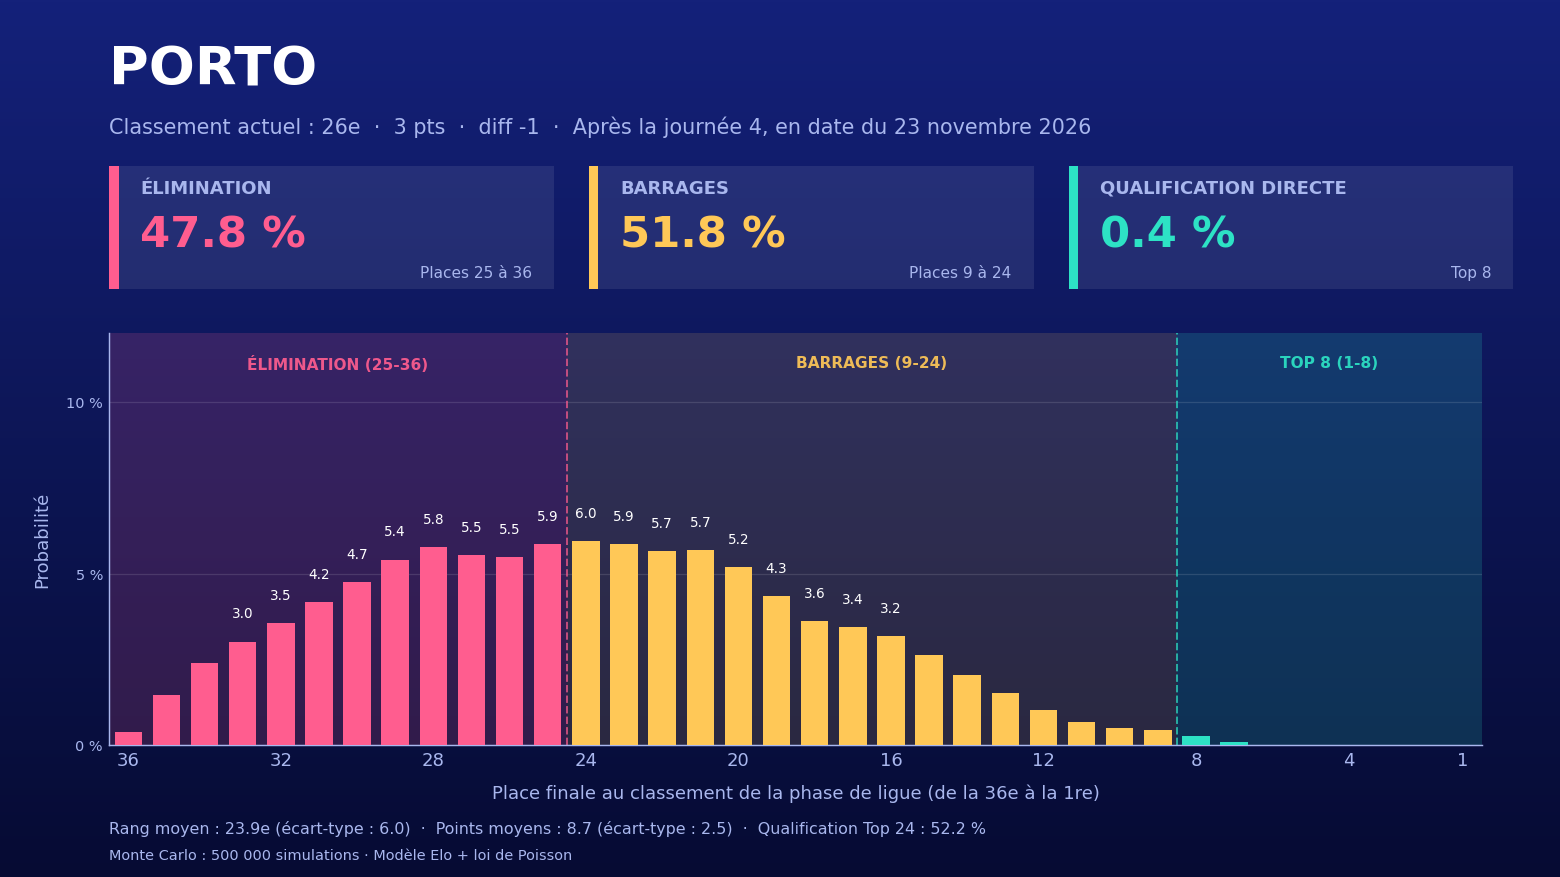 PORTO
Classement actuel : 26e · 3 pts · diff -1 · Après la journée 4, en date du 23 novembre 2026
ÉLIMINATION
47.8 %
Places 25 à 36
BARRAGES
51.8 %
Places 9 à 24
QUALIFICATION DIRECTE
0.4 %
Top 8
ÉLIMINATION (25-36)
BARRAGES (9-24)
TOP 8 (1-8)
Probabilité
10 %
5 %
0 %
3.0
3.5
4.2
4.7
5.4
5.8
5.5
5.5
5.9
6.0
5.9
5.7
5.7
5.2
4.3
3.6
3.4
3.2
36 32 28 24 20 16 12 8 4 1
Place finale au classement de la phase de ligue (de la 36e à la 1re)
Rang moyen : 23.9e (écart-type : 6.0) · Points moyens : 8.7 (écart-type : 2.5) · Qualification Top 24 : 52.2 %
Monte Carlo : 500 000 simulations · Modèle Elo + loi de Poisson